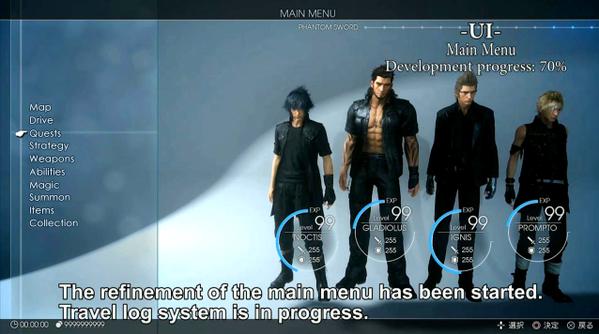 MAIN MENU
PHANTOM SWORD
-UI-
Main Menu
Development progress: 70%
Map
Drive
Quests
Strategy
Weapons
Abilities
Magic
Summon
Items
Collection
EXP
Level 99
NOCTIS
255
255
EXP
Level 99
GLADIOLUS
255
255
EXP
Level 99
IGNIS
255
255
EXP
Level 99
PROMPTO
255
255
The refinement of the main menu has been started.
Travel log system is in progress.
00:00:00 9999999999
選択 決定 戻る